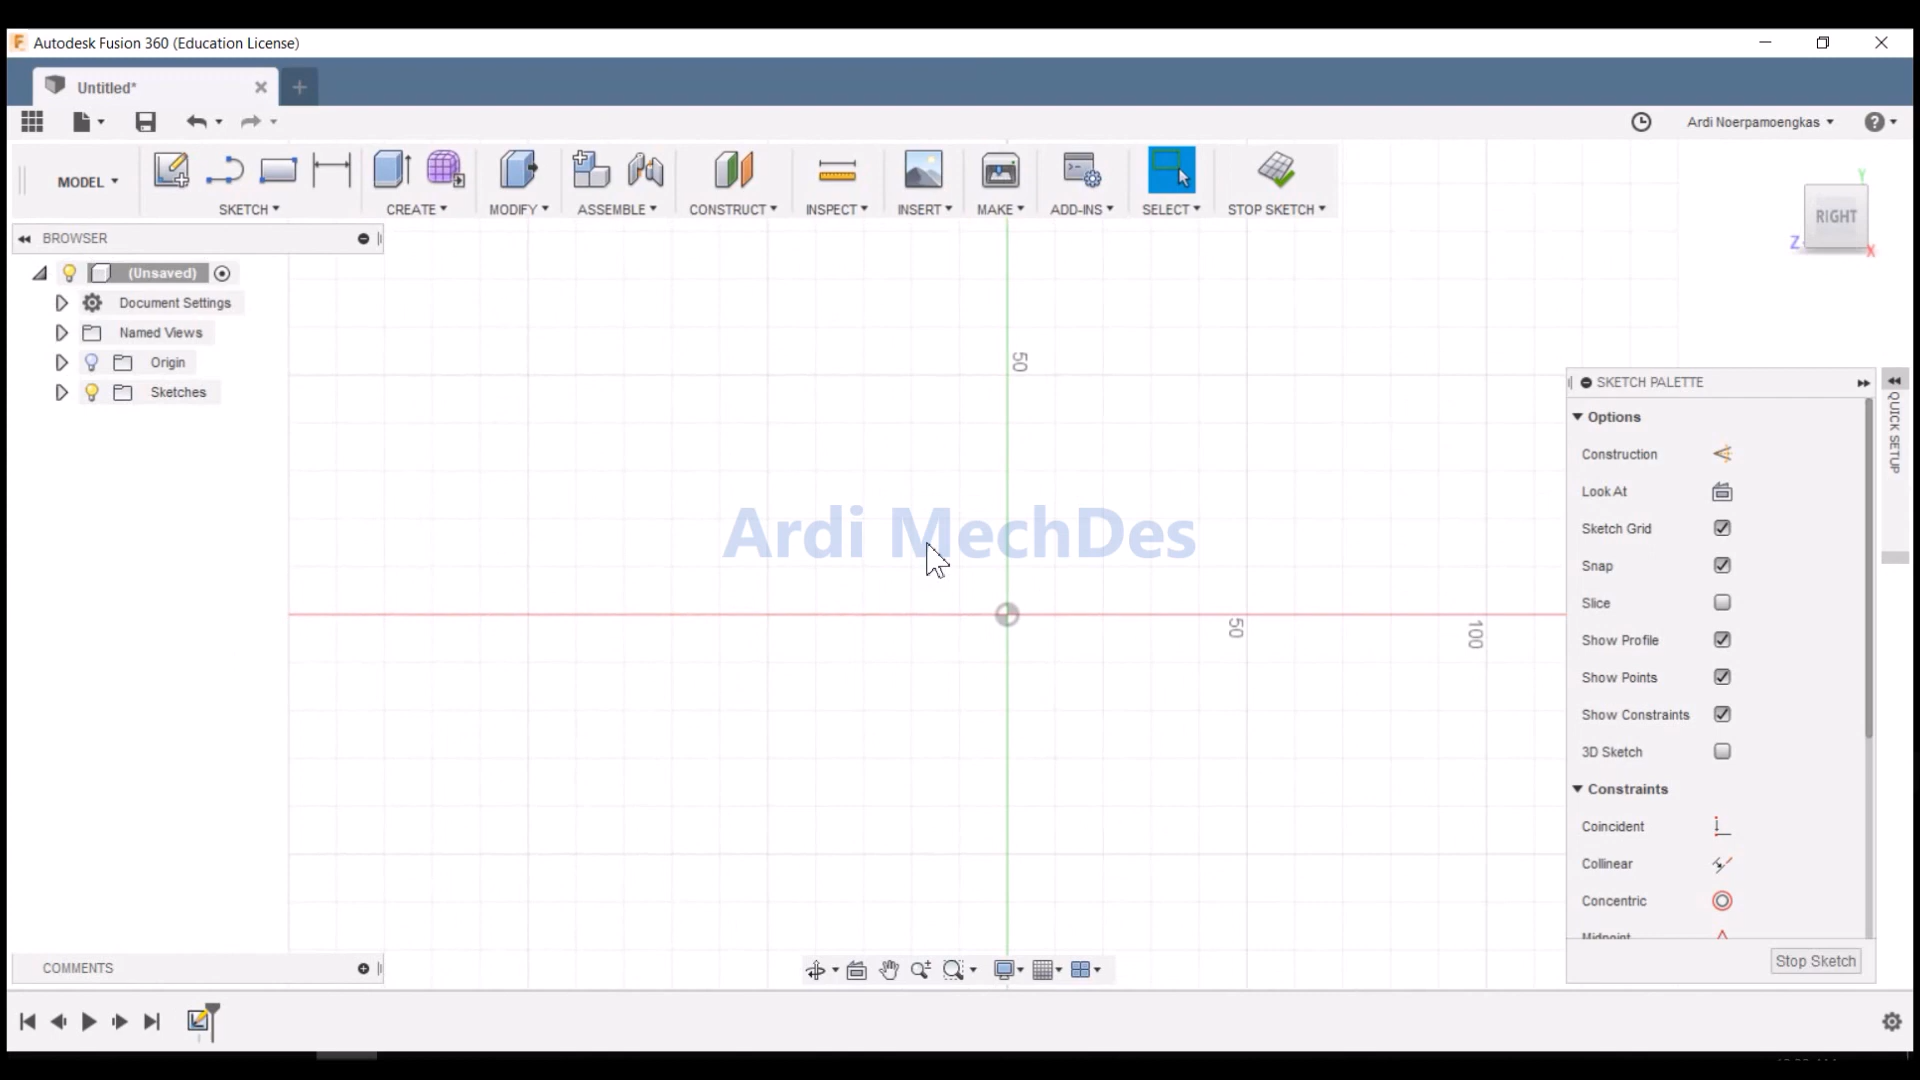 Autodesk Fusion 360 (Education License)
Untitled*
Ardi Noerpamoengkas
MODEL
SKETCH
CREATE
MODIFY
ASSEMBLE
CONSTRUCT
INSPECT
INSERT
MAKE
ADD-INS
SELECT
STOP SKETCH
BROWSER
(Unsaved)
Document Settings
Named Views
Origin
Sketches
Y
RIGHT
Z
X
50
Ardi MechDes
50
100
SKETCH PALETTE
Options
Construction
Look At
Sketch Grid
Snap
Slice
Show Profile
Show Points
Show Constraints
3D Sketch
Constraints
Coincident
Collinear
Concentric
Midpoint
Stop Sketch
QUICK SETUP
COMMENTS